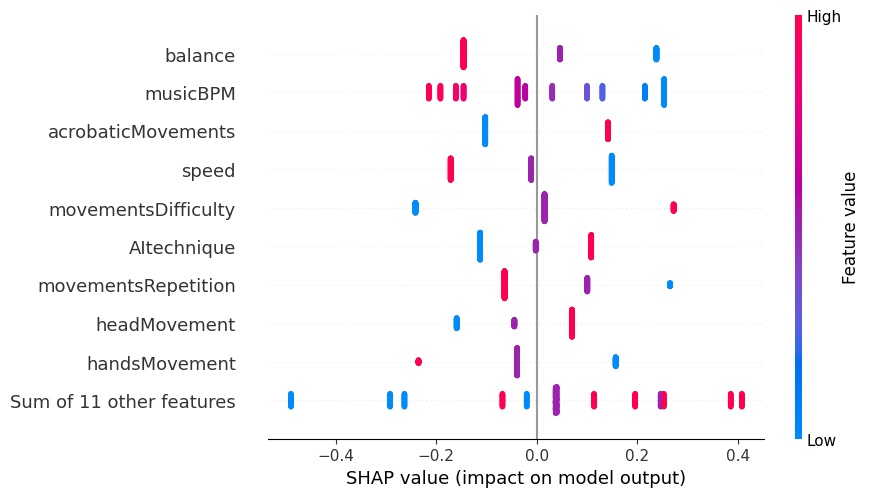 High
balance
musicBPM
acrobaticMovements
speed
movementsDifficulty
AItechnique
movementsRepetition
headMovement
handsMovement
Sum of 11 other features
Feature value
Low
−0.4 −0.2 0.0 0.2 0.4
SHAP value (impact on model output)